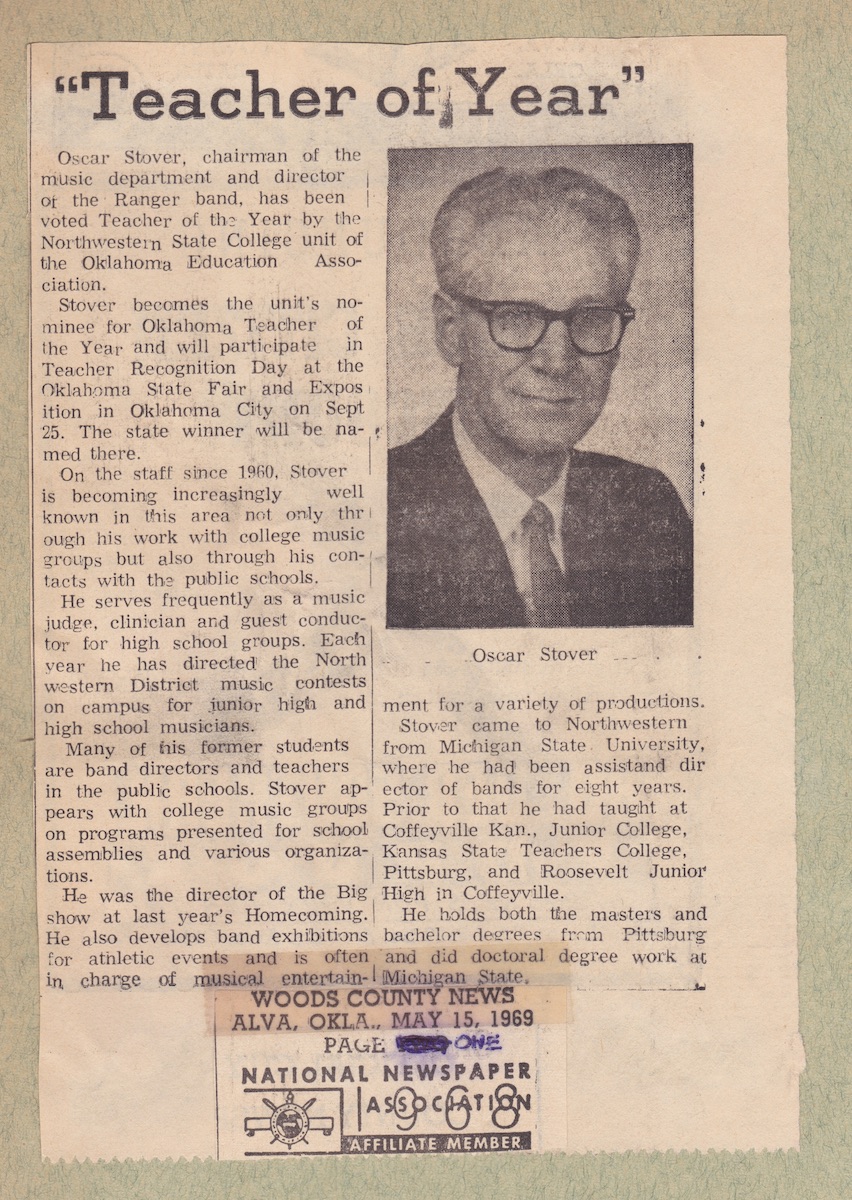 "Teacher of Year"
Oscar Stover, chairman of the
music department and director
of the Ranger band, has been
voted Teacher of the Year by the
Northwestern State College unit of
the Oklahoma Education Asso-
ciation.
Stover becomes the unit's no-
minee for Oklahoma Teacher of
the Year and will participate in
Teacher Recognition Day at the
Oklahoma State Fair and Expos
ition in Oklahoma City on Sept
25. The state winner will be na-
med there.
On the staff since 1960, Stover
is becoming increasingly well
known in this area not only thr
ough his work with college music
groups but also through his con-
tacts with the public schools.
He serves frequently as a music
judge, clinician and guest conduc-
tor for high school groups. Each
year he has directed the North
western District music contests
on campus for junior high and
high school musicians.
Many of his former students
are band directors and teachers
in the public schools. Stover ap-
pears with college music groups
on programs presented for school
assemblies and various organiza-
tions.
He was the director of the Big
show at last year's Homecoming.
He also develops band exhibitions
for athletic events and is often
in charge of musical entertain-
Oscar Stover
ment for a variety of productions.
Stover came to Northwestern
from Michigan State University,
where he had been assistand dir
ector of bands for eight years.
Prior to that he had taught at
Coffeyville Kan., Junior College,
Kansas State Teachers College,
Pittsburg, and Roosevelt Junior
High in Coffeyville.
He holds both the masters and
bachelor degrees from Pittsburg
and did doctoral degree work at
Michigan State.
WOODS COUNTY NEWS
ALVA, OKLA., MAY 15, 1969
PAGE ONE
NATIONAL NEWSPAPER
ASSOCIATION
968
AFFILIATE MEMBER